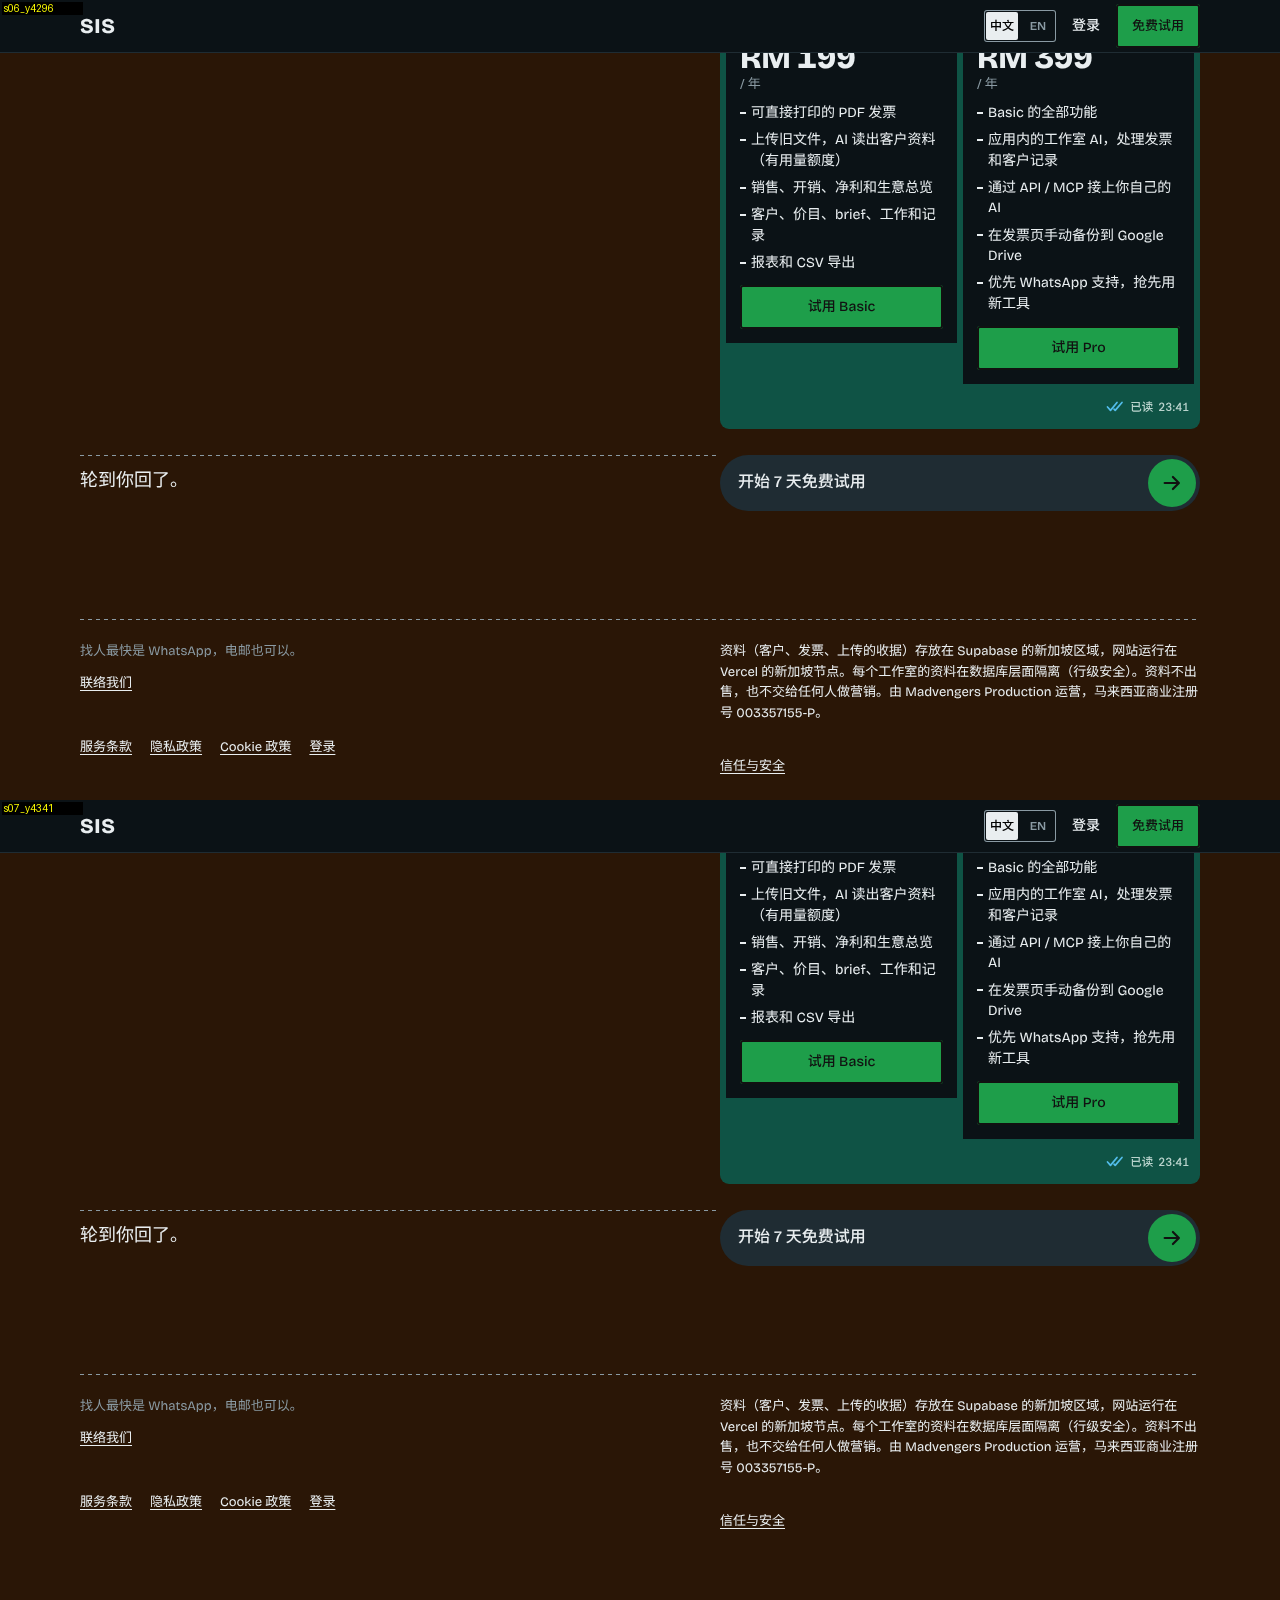 s06_y4296
SIS
中文 EN 登录 免费试用
RM 199
/ 年
– 可直接打印的 PDF 发票
– 上传旧文件，AI 读出客户资料
（有用量额度）
– 销售、开销、净利和生意总览
– 客户、价目、brief、工作和记
录
– 报表和 CSV 导出
试用 Basic
RM 399
/ 年
– Basic 的全部功能
– 应用内的工作室 AI，处理发票
和客户记录
– 通过 API / MCP 接上你自己的
AI
– 在发票页手动备份到 Google
Drive
– 优先 WhatsApp 支持，抢先用
新工具
试用 Pro
已读 23:41
轮到你回了。
开始 7 天免费试用
找人最快是 WhatsApp，电邮也可以。
联络我们
服务条款 隐私政策 Cookie 政策 登录
资料（客户、发票、上传的收据）存放在 Supabase 的新加坡区域，网站运行在
Vercel 的新加坡节点。每个工作室的资料在数据库层面隔离（行级安全）。资料不出
售，也不交给任何人做营销。由 Madvengers Production 运营，马来西亚商业注册
号 003357155-P。
信任与安全
s07_y4341
SIS
中文 EN 登录 免费试用
– 可直接打印的 PDF 发票
– 上传旧文件，AI 读出客户资料
（有用量额度）
– 销售、开销、净利和生意总览
– 客户、价目、brief、工作和记
录
– 报表和 CSV 导出
试用 Basic
– Basic 的全部功能
– 应用内的工作室 AI，处理发票
和客户记录
– 通过 API / MCP 接上你自己的
AI
– 在发票页手动备份到 Google
Drive
– 优先 WhatsApp 支持，抢先用
新工具
试用 Pro
已读 23:41
轮到你回了。
开始 7 天免费试用
找人最快是 WhatsApp，电邮也可以。
联络我们
服务条款 隐私政策 Cookie 政策 登录
资料（客户、发票、上传的收据）存放在 Supabase 的新加坡区域，网站运行在
Vercel 的新加坡节点。每个工作室的资料在数据库层面隔离（行级安全）。资料不出
售，也不交给任何人做营销。由 Madvengers Production 运营，马来西亚商业注册
号 003357155-P。
信任与安全